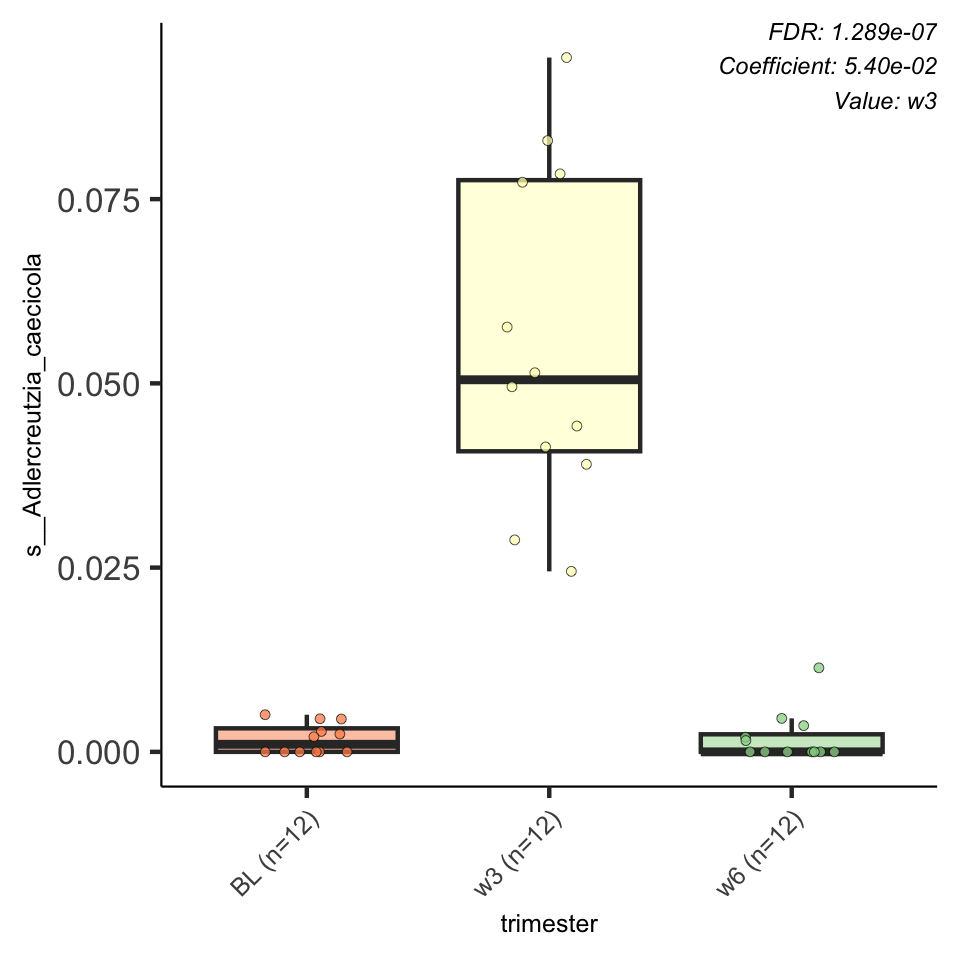 FDR: 1.289e-07
Coefficient: 5.40e-02
Value: w3
s__Adlercreutzia_caecicola
0.075
0.050
0.025
0.000
BL (n=12)
w3 (n=12)
w6 (n=12)
trimester